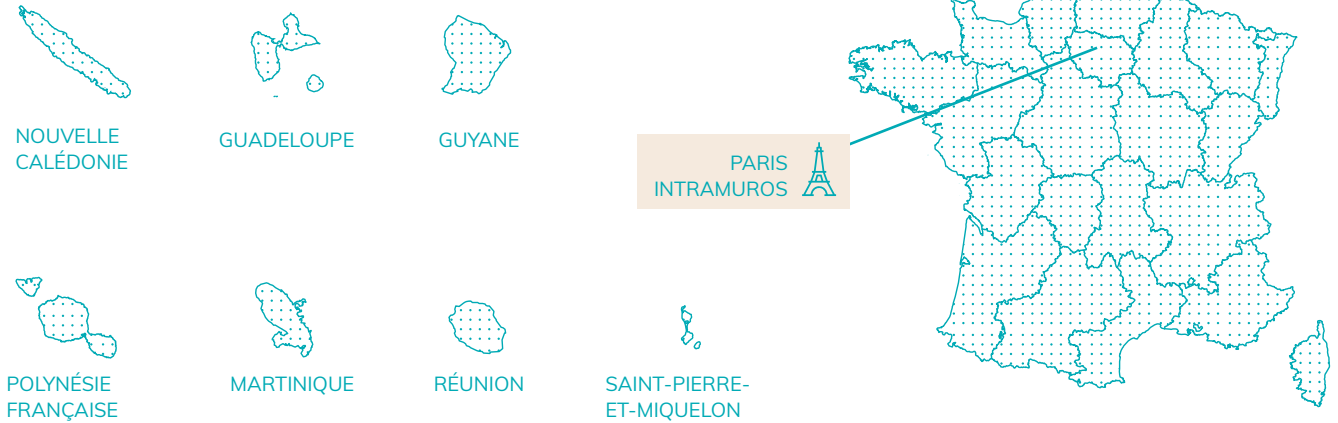 NOUVELLE
CALÉDONIE
GUADELOUPE
GUYANE
PARIS
INTRAMUROS
POLYNÉSIE
FRANÇAISE
MARTINIQUE
RÉUNION
SAINT-PIERRE-
ET-MIQUELON